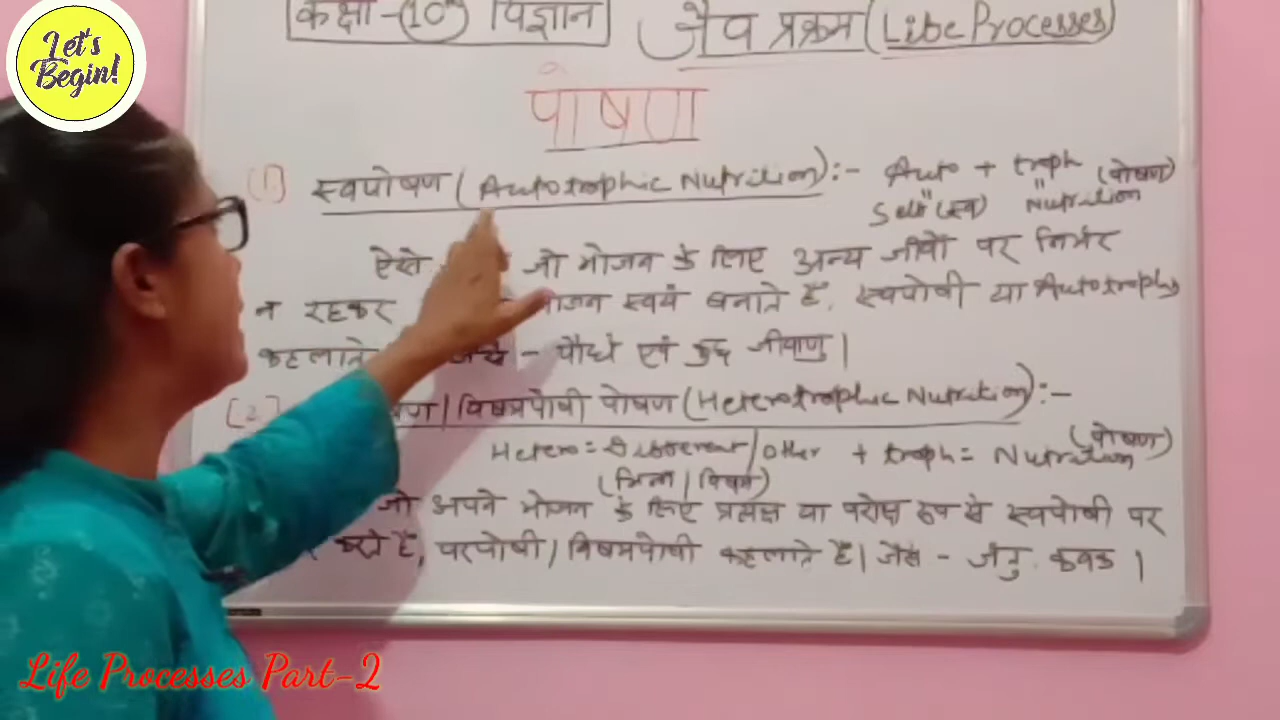 Let's
Begin!
कक्षा-(10th) विज्ञान
जैव प्रक्रम (Life Processes)
पोषण
(1) स्वपोषण (Autotrophic Nutrition) :- Auto + troph (पोषण)
Self (स्व) Nutrition
ऐसे जो भोजन के लिए अन्य जीवों पर निर्भर
न रहकर भोजन स्वयं बनाते हैं, स्वपोषी या Autotrophs
कहलाते जैसे - पौधे एवं कुछ जीवाणु।
(2) विषमपोषी पोषण (Heterotrophic Nutrition) :-
Hetero = Different/Other + troph = Nutrition (पोषण)
(भिन्न / विषम)
जो अपने भोजन के लिए प्रत्यक्ष या परोक्ष रूप से स्वपोषी पर
करते हैं, परपोषी/विषमपोषी कहलाते हैं। जैसे - जंतु, कवक।
Life Processes Part-2